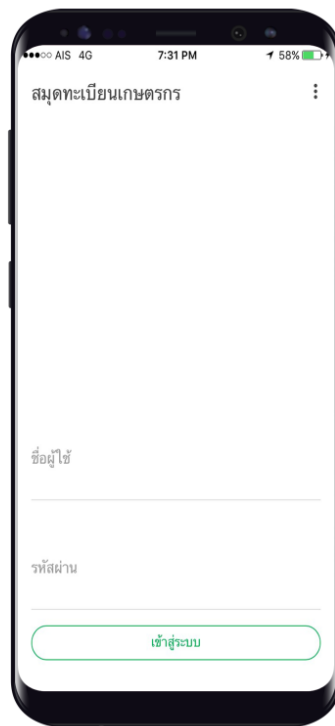 AIS 4G 7:31 PM 58%
สมุดทะเบียนเกษตรกร
ชื่อผู้ใช้
รหัสผ่าน
เข้าสู่ระบบ